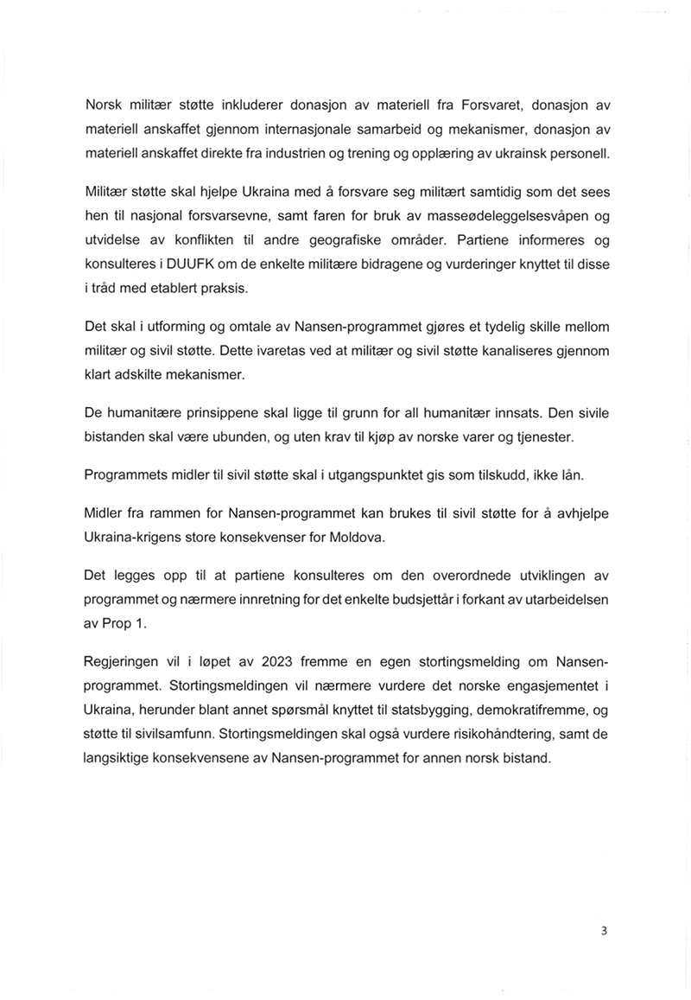 Norsk militær støtte inkluderer donasjon av materiell fra Forsvaret, donasjon av
materiell anskaffet gjennom internasjonale samarbeid og mekanismer, donasjon av
materiell anskaffet direkte fra industrien og trening og opplæring av ukrainsk personell.
Militær støtte skal hjelpe Ukraina med å forsvare seg militært samtidig som det sees
hen til nasjonal forsvarsevne, samt faren for bruk av masseødeleggelsesvåpen og
utvidelse av konflikten til andre geografiske områder. Partiene informeres og
konsulteres i DUUFK om de enkelte militære bidragene og vurderinger knyttet til disse
i tråd med etablert praksis.
Det skal i utforming og omtale av Nansen-programmet gjøres et tydelig skille mellom
militær og sivil støtte. Dette ivaretas ved at militær og sivil støtte kanaliseres gjennom
klart adskilte mekanismer.
De humanitære prinsippene skal ligge til grunn for all humanitær innsats. Den sivile
bistanden skal være ubunden, og uten krav til kjøp av norske varer og tjenester.
Programmets midler til sivil støtte skal i utgangspunktet gis som tilskudd, ikke lån.
Midler fra rammen for Nansen-programmet kan brukes til sivil støtte for å avhjelpe
Ukraina-krigens store konsekvenser for Moldova.
Det legges opp til at partiene konsulteres om den overordnede utviklingen av
programmet og nærmere innretning for det enkelte budsjettår i forkant av utarbeidelsen
av Prop 1.
Regjeringen vil i løpet av 2023 fremme en egen stortingsmelding om Nansen-
programmet. Stortingsmeldingen vil nærmere vurdere det norske engasjementet i
Ukraina, herunder blant annet spørsmål knyttet til statsbygging, demokratifremme, og
støtte til sivilsamfunn. Stortingsmeldingen skal også vurdere risikohåndtering, samt de
langsiktige konsekvensene av Nansen-programmet for annen norsk bistand.
3